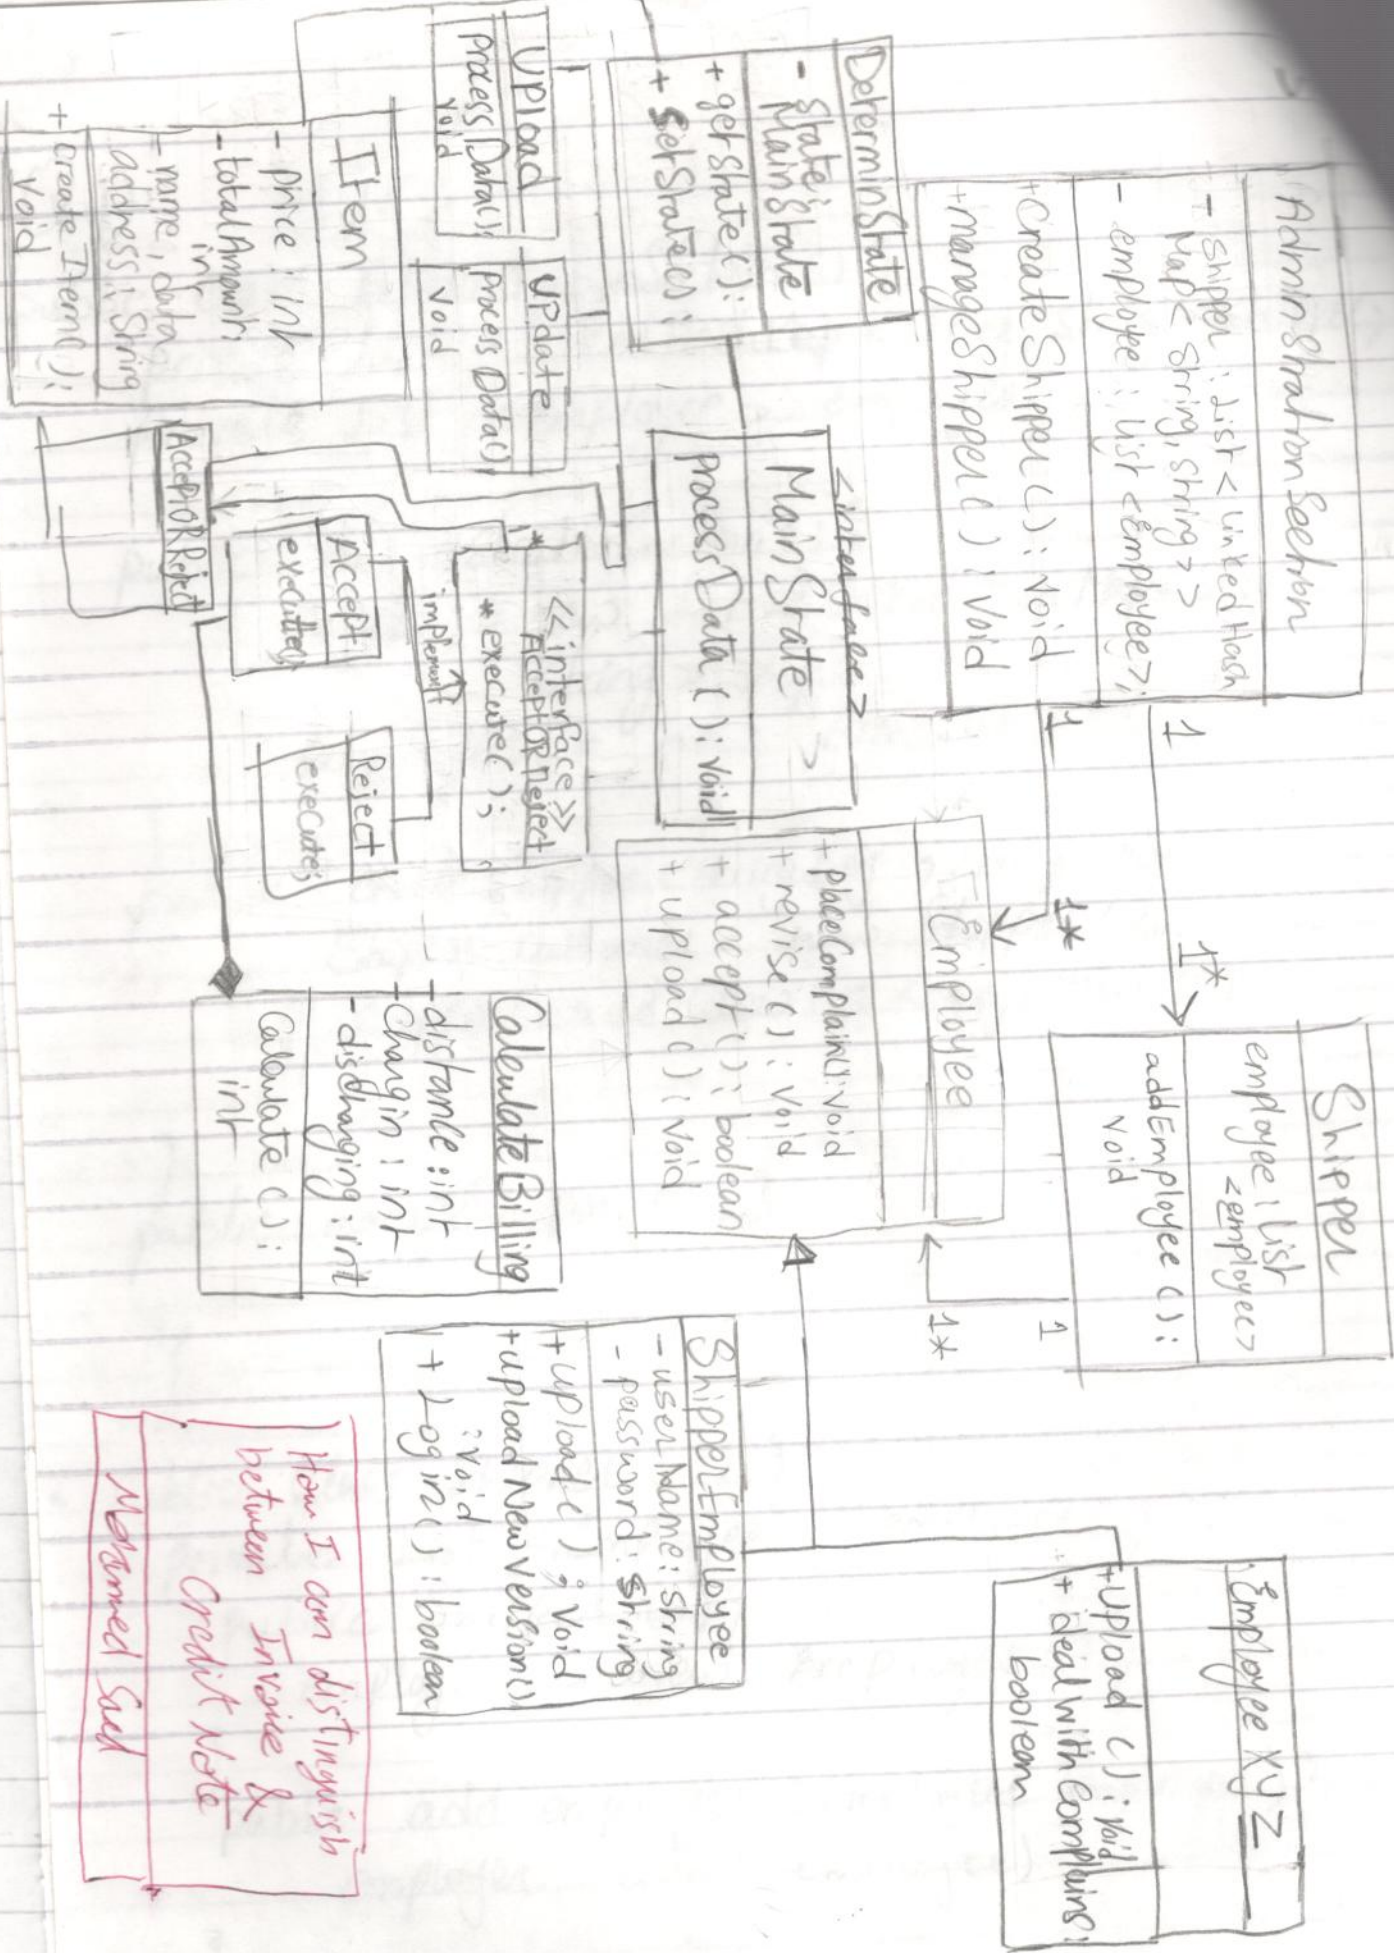 AdminStrationSection
- Shipper : List < LinkedHash
Map < String, String > >
- employee : List <Employee>;
+CreateShipper( ) : void
+manageShipper( ) : Void
1
1*
1
1*
Shipper
employee : List
<employee>
addEmployee ( ) :
void
1
1*
Employee XYZ
+UPload ( ) : void
+ dealwithComplains :
boolean
DeterminState
- State :
MainState
+ getState( ) :
+ SetState( ) :
<interface>
MainState
processData ( ) : void
Employee
+placeComplain( ) : void
+ revise( ) : Void
+ accept( ) : boolean
+ upload ( ) : Void
ShipperEmployee
- userName : String
- password : String
+upload( ) ; Void
+uploadNewVersion( )
: void
+ Login( ) : boolean
UPload
ProcessData( );
Void
UPdate
ProcessData( )
Void
<<interface>>
AcceptORReject
* execute( ) ;
1*
implement
Accept
Reject
CalculateBilling
- distance : int
- Chargin : int
- disCharging : int
Calculate ( ) :
int
Item
- price : int
- totalAmount :
int
- name, data,
address : String
+ createItem( ) ;
Void
AccePtORReject
How I can distinguish
between Invoice &
Credit Note
Mohamed Saed